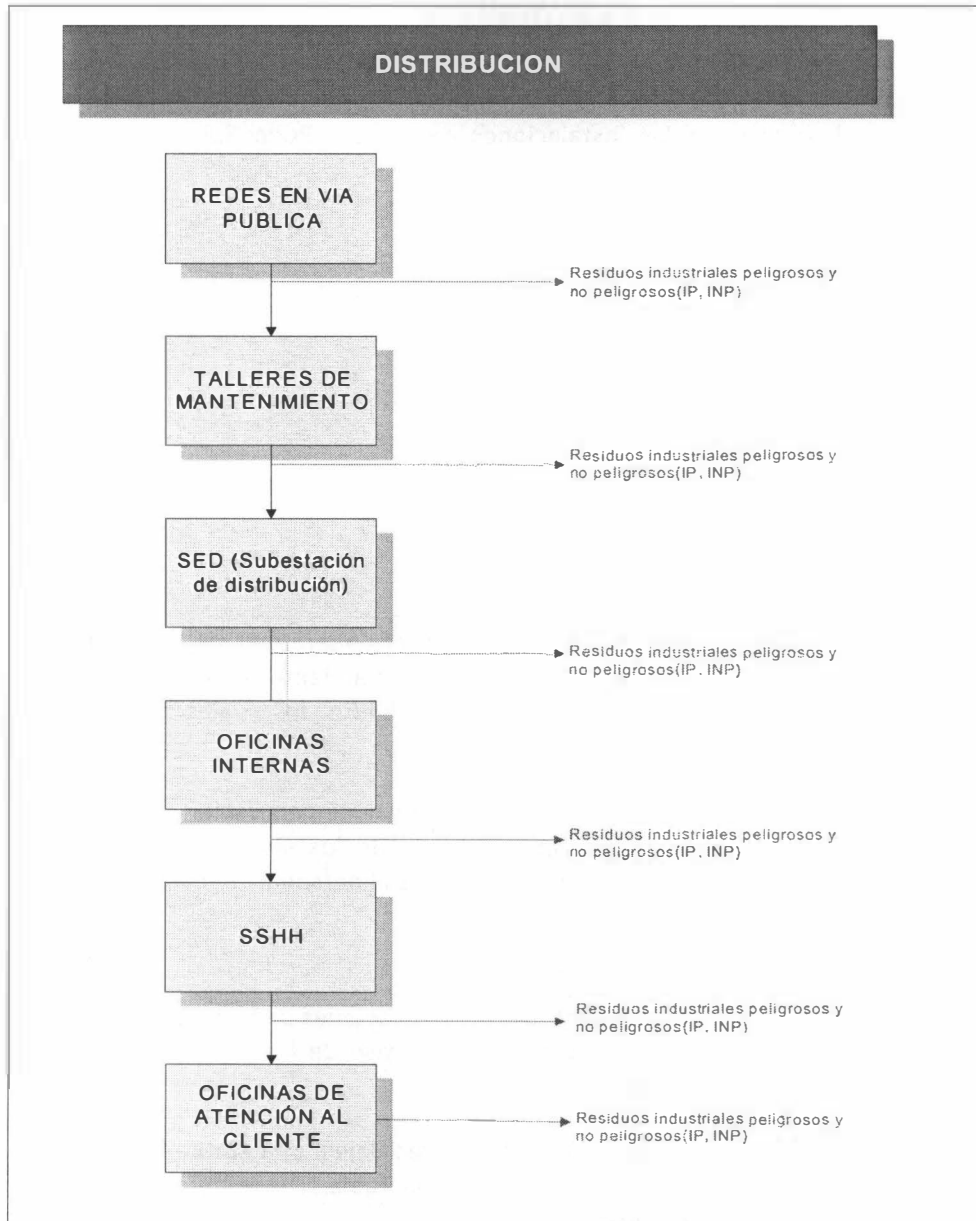 DISTRIBUCION
REDES EN VIA
PUBLICA
Residuos industriales peligrosos y
no peligrosos(IP, INP)
TALLERES DE
MANTENIMIENTO
Residuos industriales peligrosos y
no peligrosos(IP, INP)
SED (Subestación
de distribución)
Residuos industriales peligrosos y
no peligrosos(IP. INP)
OFICINAS
INTERNAS
Residuos industriales peligrosos y
no peligrosos(IP, INP)
SSHH
Residuos industriales peligrosos y
no peligrosos(IP. INP)
OFICINAS DE
ATENCIÓN AL
CLIENTE
Residuos industriales peligrosos y
no peligrosos(IP, INP)